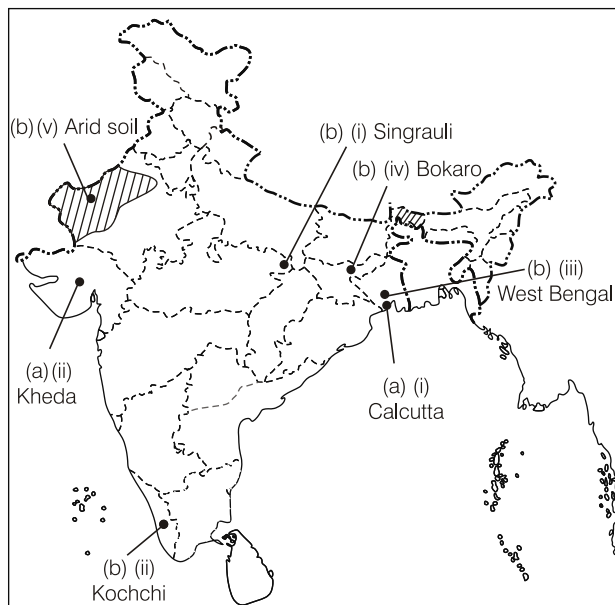 (b)(v) Arid soil
(b) (i) Singrauli
(b) (iv) Bokaro
(b) (iii)
West Bengal
(a)(ii)
Kheda
(a) (i)
Calcutta
(b) (ii)
Kochchi